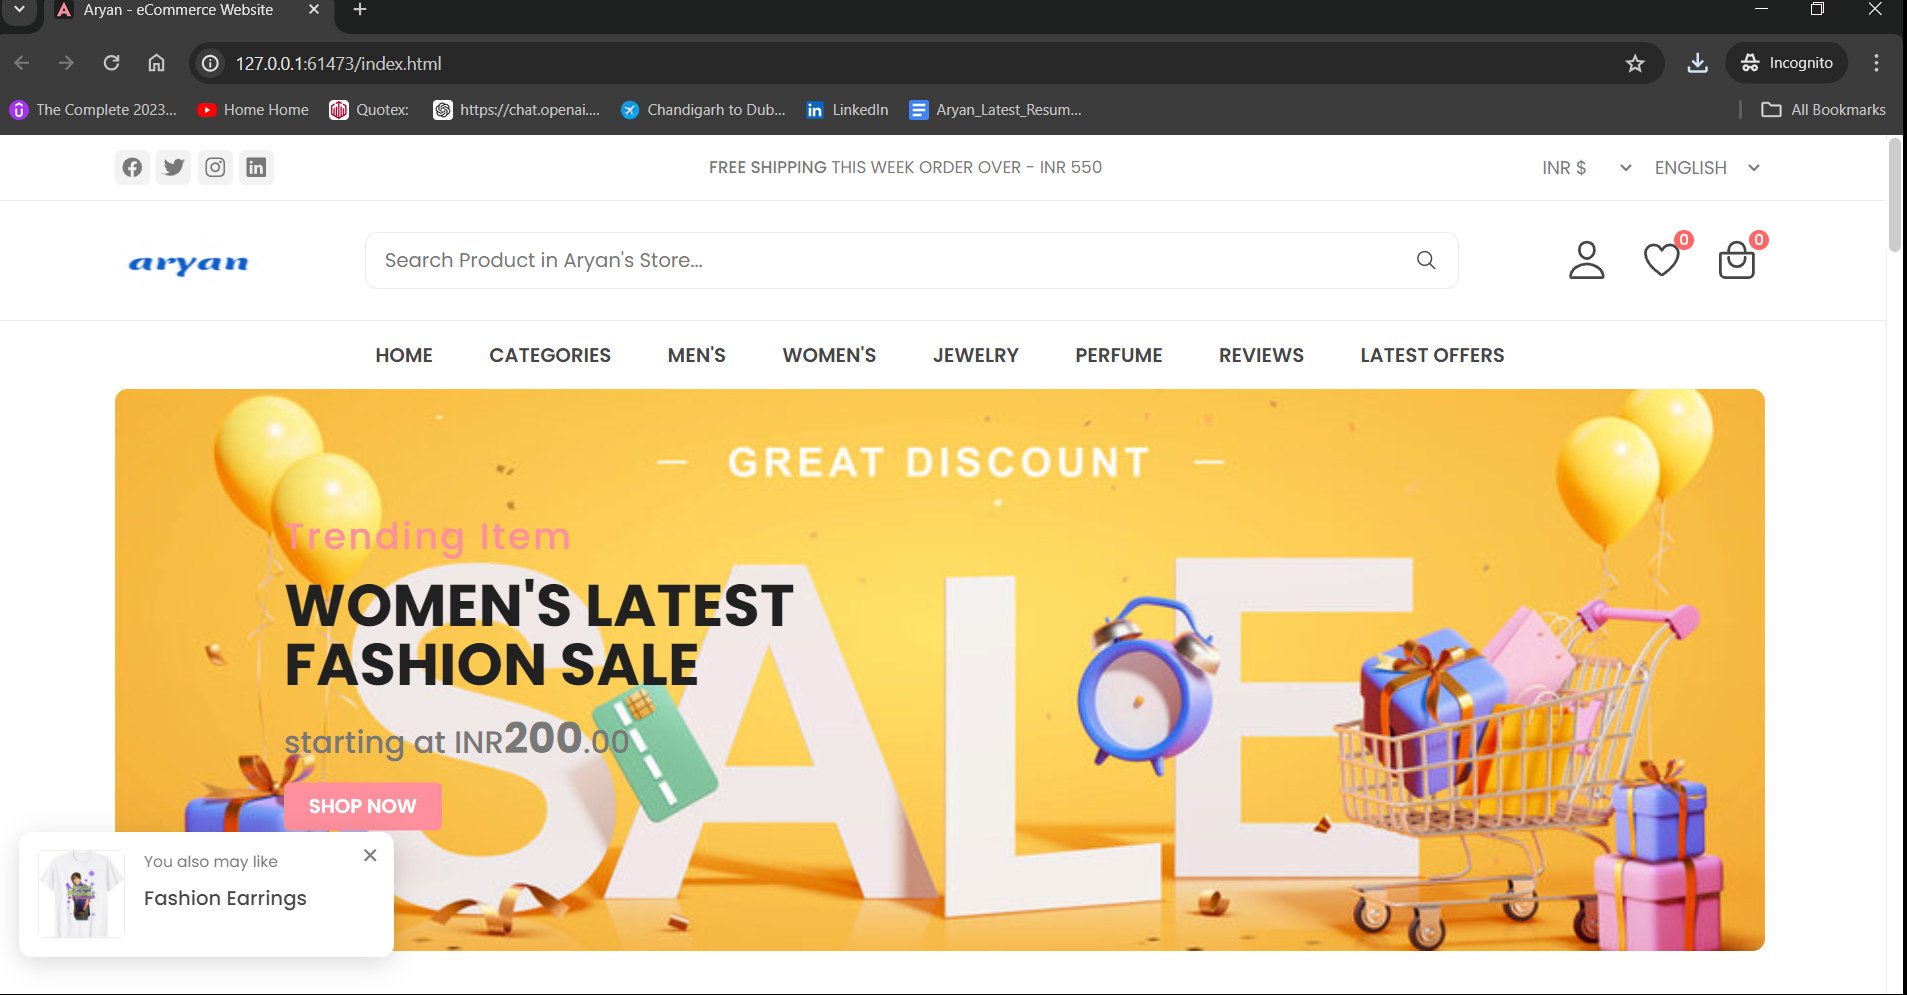 Aryan - eCommerce Website
127.0.0.1:61473/index.html
Incognito
The Complete 2023...
Home Home
Quotex:
https://chat.openai....
Chandigarh to Dub...
LinkedIn
Aryan_Latest_Resum...
All Bookmarks
FREE SHIPPING THIS WEEK ORDER OVER - INR 550
INR $
ENGLISH
aryan
Search Product in Aryan's Store...
0
0
HOME
CATEGORIES
MEN'S
WOMEN'S
JEWELRY
PERFUME
REVIEWS
LATEST OFFERS
— GREAT DISCOUNT —
SALE
Trending Item
WOMEN'S LATEST
FASHION SALE
starting at INR200.00
SHOP NOW
You also may like
Fashion Earrings